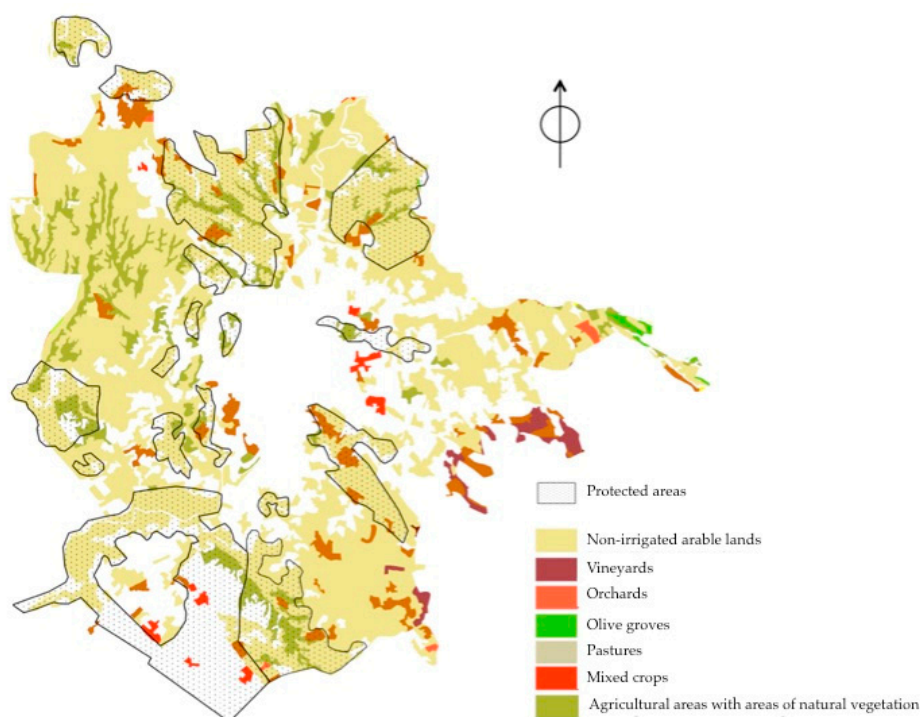 Protected areas
Non-irrigated arable lands
Vineyards
Orchards
Olive groves
Pastures
Mixed crops
Agricultural areas with areas of natural vegetation